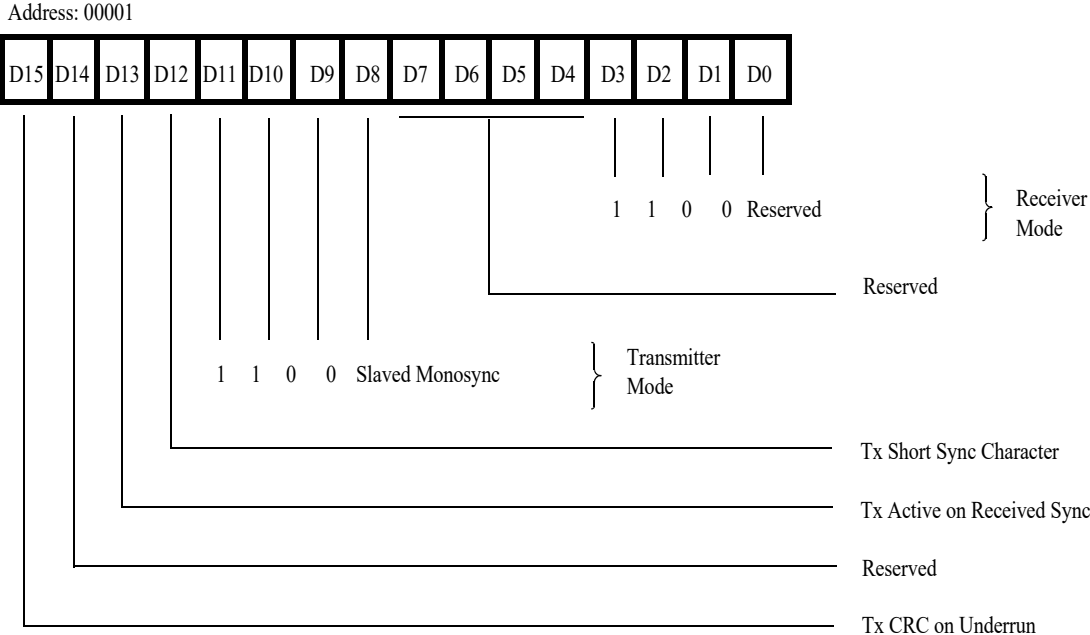 Address: 00001
D15 D14 D13 D12 D11 D10 D9 D8 D7 D6 D5 D4 D3 D2 D1 D0
1 1 0 0 Reserved
Receiver
Mode
Reserved
1 1 0 0 Slaved Monosync
Transmitter
Mode
Tx Short Sync Character
Tx Active on Received Sync
Reserved
Tx CRC on Underrun